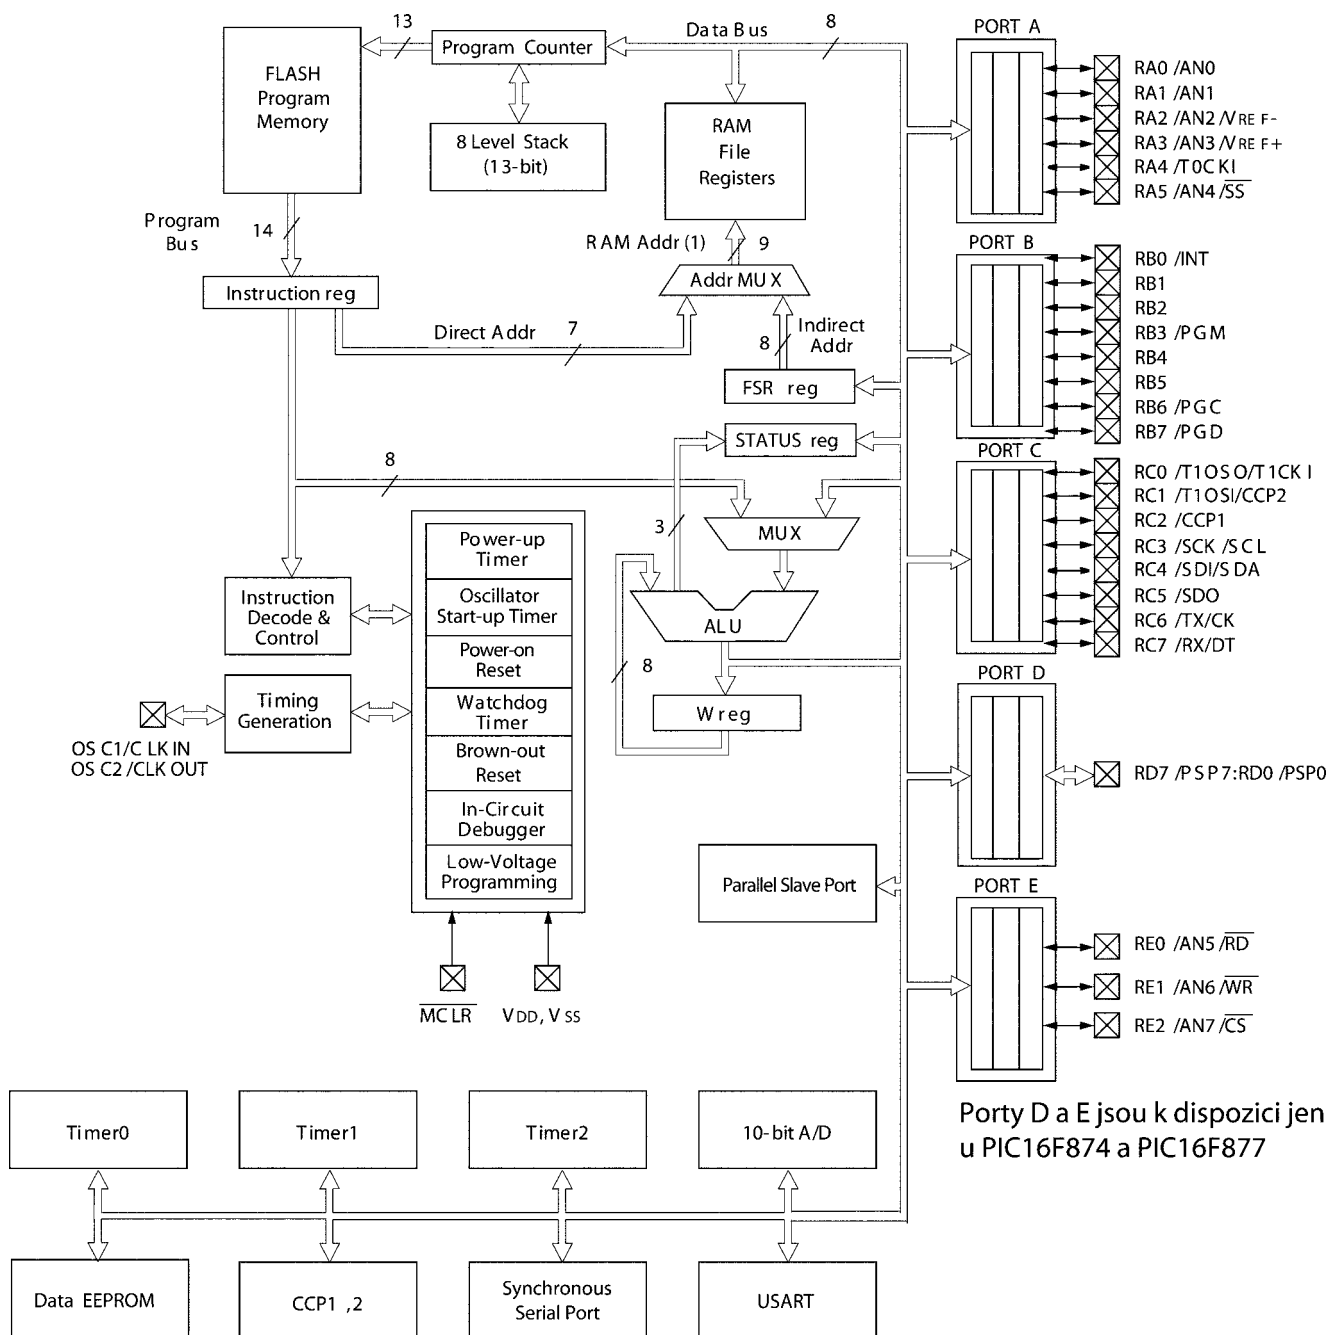 13
Program Counter
Data Bus
8
FLASH
Program
Memory
8 Level Stack
(13-bit)
RAM
File
Registers
Program
Bus
14
RAM Addr (1)
9
Instruction reg
Addr MUX
Direct Addr
7
Indirect
Addr
8
FSR reg
STATUS reg
8
3
MUX
Power-up
Timer
Oscillator
Start-up Timer
Power-on
Reset
Watchdog
Timer
Brown-out
Reset
In-Circuit
Debugger
Low-Voltage
Programming
Instruction
Decode &
Control
ALU
8
Timing
Generation
W reg
OSC1/CLKIN
OSC2/CLKOUT
MCLR
VDD, VSS
Parallel Slave Port
PORT A
RA0/AN0
RA1/AN1
RA2/AN2/VREF-
RA3/AN3/VREF+
RA4/T0CKI
RA5/AN4/SS
PORT B
RB0/INT
RB1
RB2
RB3/PGM
RB4
RB5
RB6/PGC
RB7/PGD
PORT C
RC0/T1OSO/T1CKI
RC1/T1OSI/CCP2
RC2/CCP1
RC3/SCK/SCL
RC4/SDI/SDA
RC5/SDO
RC6/TX/CK
RC7/RX/DT
PORT D
RD7/PSP7:RD0/PSP0
PORT E
RE0/AN5/RD
RE1/AN6/WR
RE2/AN7/CS
Porty D a E jsou k dispozici jen
u PIC16F874 a PIC16F877
Timer0
Timer1
Timer2
10-bit A/D
Data EEPROM
CCP1,2
Synchronous
Serial Port
USART